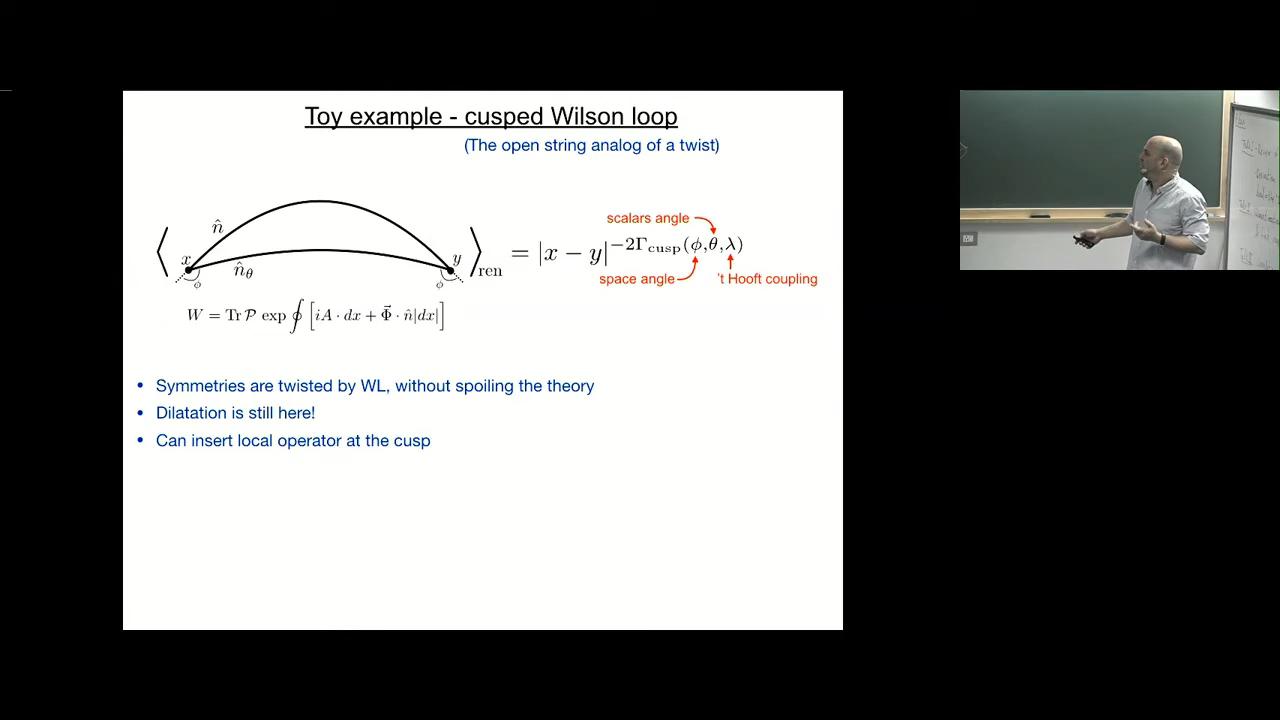 Toy example - cusped Wilson loop
(The open string analog of a twist)
⟨ n̂ x n̂_θ y ϕ ϕ ⟩_ren = |x − y|^{−2Γ_cusp(ϕ,θ,λ)}
scalars angle
space angle
't Hooft coupling
W = Tr 𝒫 exp ∮ [iA · dx + Φ⃗ · n̂|dx|]
• Symmetries are twisted by WL, without spoiling the theory
• Dilatation is still here!
• Can insert local operator at the cusp